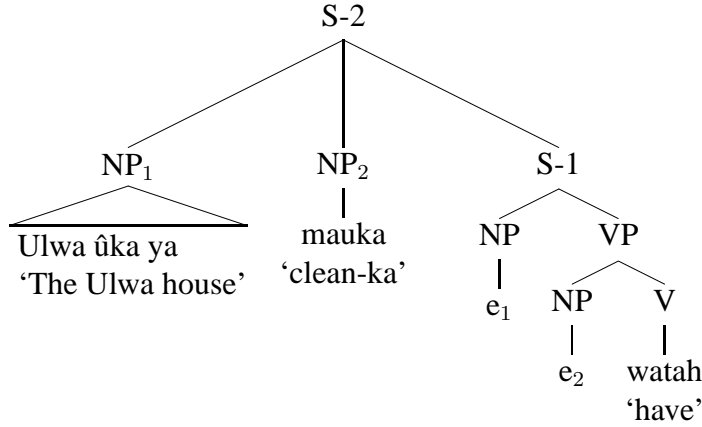 S-2
NP₁ NP₂ S-1
Ulwa ûka ya
‘The Ulwa house’
mauka
‘clean-ka’
NP VP
e₁ NP V
e₂ watah
‘have’